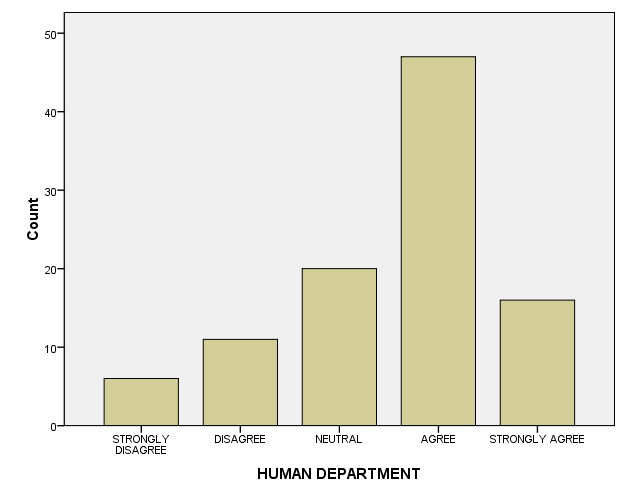 50
40
30
20
10
0
Count
STRONGLY
DISAGREE
DISAGREE
NEUTRAL
AGREE
STRONGLY AGREE
HUMAN DEPARTMENT